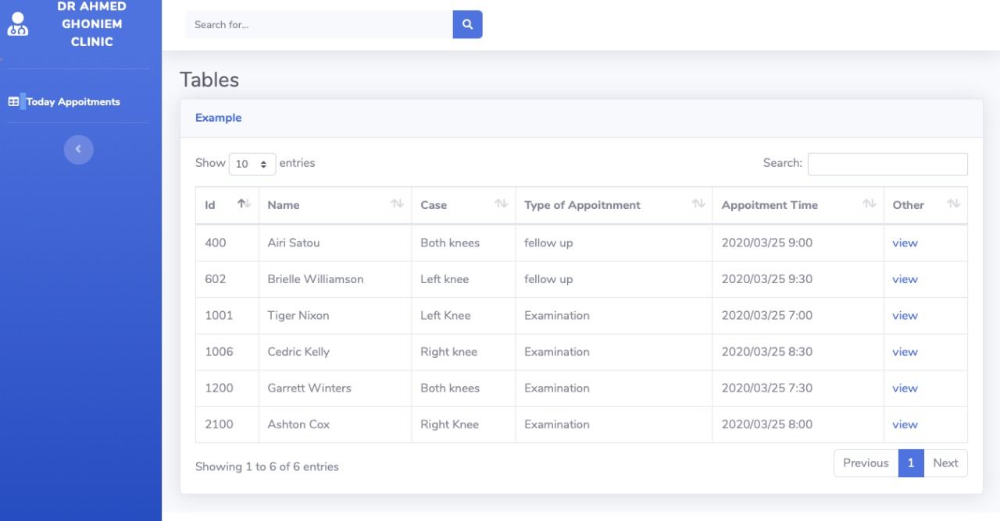 DR AHMED
GHONIEM
CLINIC
Today Appoitments
Search for...
Tables
Example
Show 10 entries
Search:
Id Name Case Type of Appoitnment Appoitment Time Other
400 Airi Satou Both knees fellow up 2020/03/25 9:00 view
602 Brielle Williamson Left knee fellow up 2020/03/25 9:30 view
1001 Tiger Nixon Left Knee Examination 2020/03/25 7:00 view
1006 Cedric Kelly Right knee Examination 2020/03/25 8:30 view
1200 Garrett Winters Both knees Examination 2020/03/25 7:30 view
2100 Ashton Cox Right Knee Examination 2020/03/25 8:00 view
Showing 1 to 6 of 6 entries
Previous 1 Next